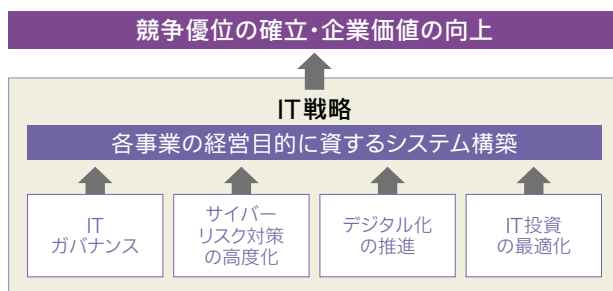 競争優位の確立・企業価値の向上
IT戦略
各事業の経営目的に資するシステム構築
IT
ガバナンス
サイバー
リスク対策
の高度化
デジタル化
の推進
IT投資
の最適化